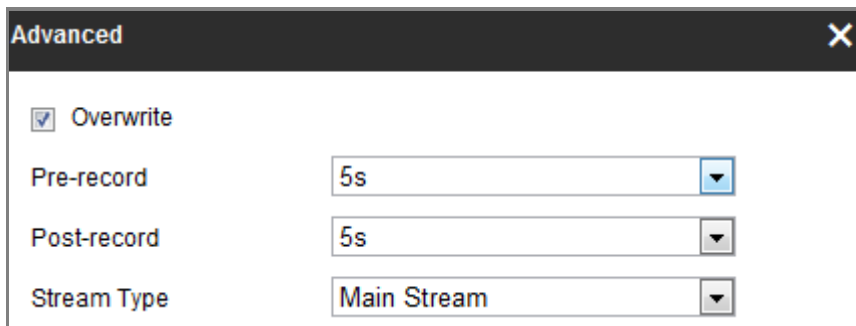 Advanced
Overwrite
Pre-record 5s
Post-record 5s
Stream Type Main Stream